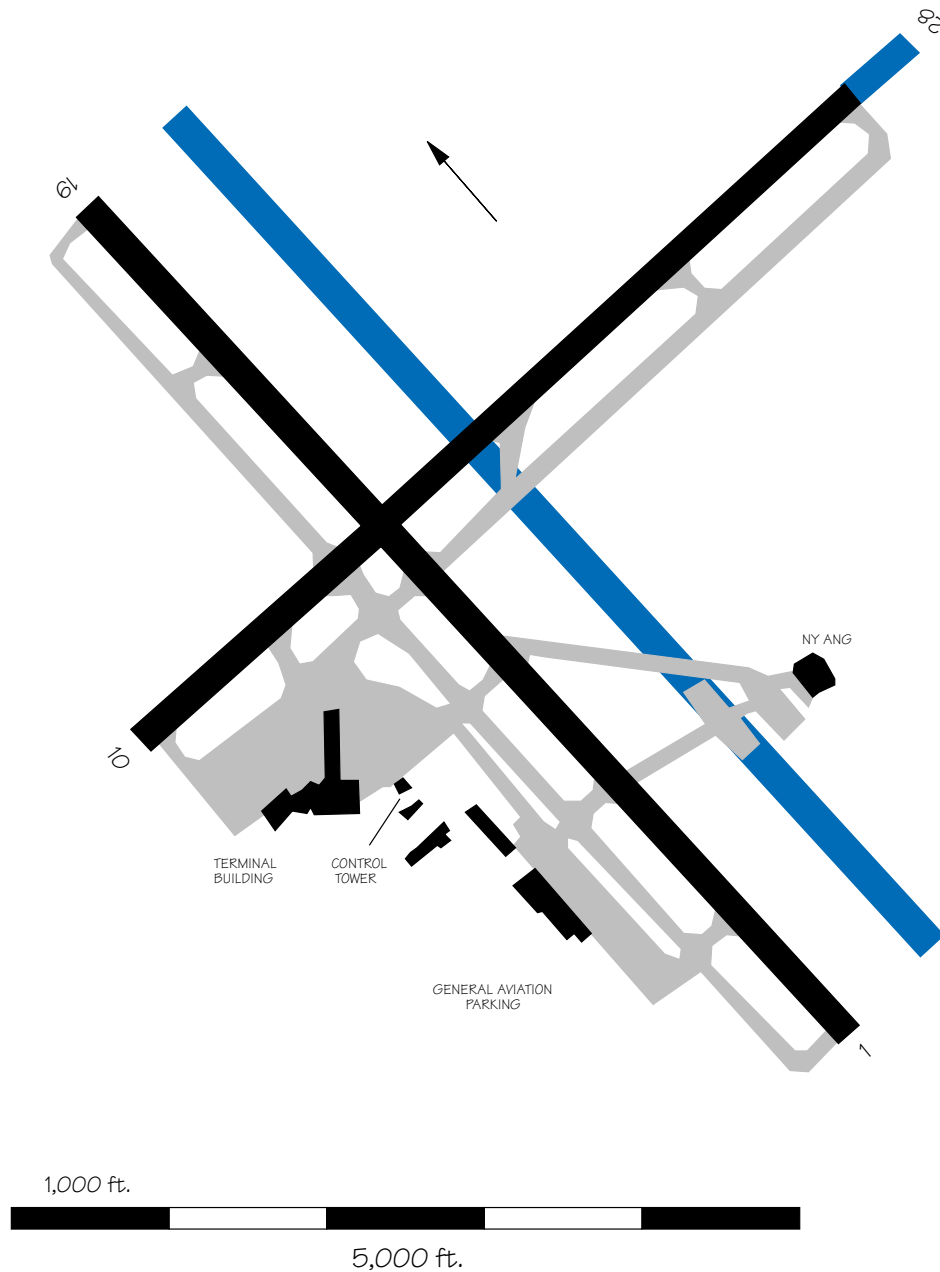 28
19
NY ANG
10
TERMINAL
BUILDING
CONTROL
TOWER
GENERAL AVIATION
PARKING
1
1,000 ft.
5,000 ft.